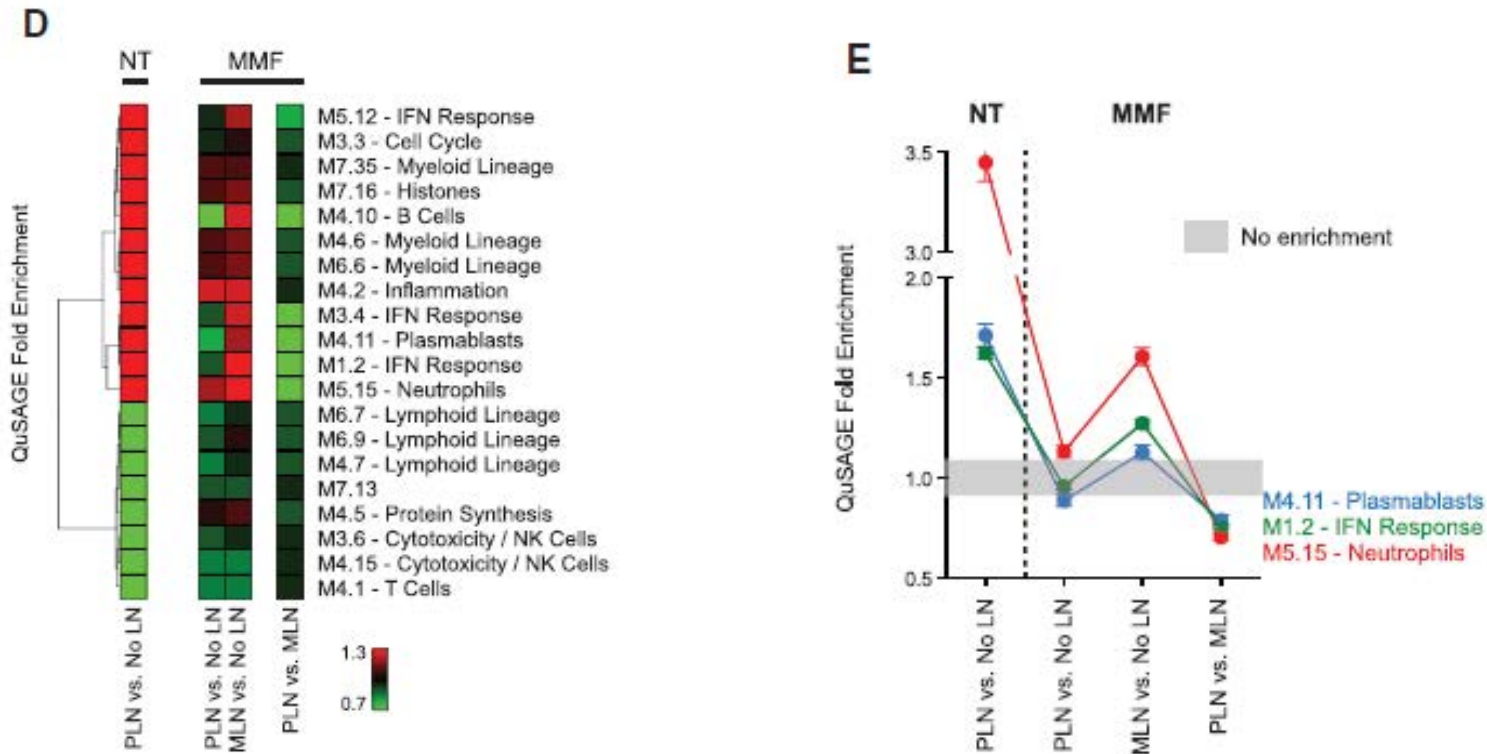 D
NT
MMF
QuSAGE Fold Enrichment
M5.12 - IFN Response
M3.3 - Cell Cycle
M7.35 - Myeloid Lineage
M7.16 - Histones
M4.10 - B Cells
M4.6 - Myeloid Lineage
M6.6 - Myeloid Lineage
M4.2 - Inflammation
M3.4 - IFN Response
M4.11 - Plasmablasts
M1.2 - IFN Response
M5.15 - Neutrophils
M6.7 - Lymphoid Lineage
M6.9 - Lymphoid Lineage
M4.7 - Lymphoid Lineage
M7.13
M4.5 - Protein Synthesis
M3.6 - Cytotoxicity / NK Cells
M4.15 - Cytotoxicity / NK Cells
M4.1 - T Cells
PLN vs. No LN
PLN vs. No LN
MLN vs. No LN
PLN vs. MLN
1.3
0.7
E
NT
MMF
QuSAGE Fold Enrichment
3.5
3.0
2.0
1.5
1.0
0.5
No enrichment
M4.11 - Plasmablasts
M1.2 - IFN Response
M5.15 - Neutrophils
PLN vs. No LN
PLN vs. No LN
MLN vs. No LN
PLN vs. MLN